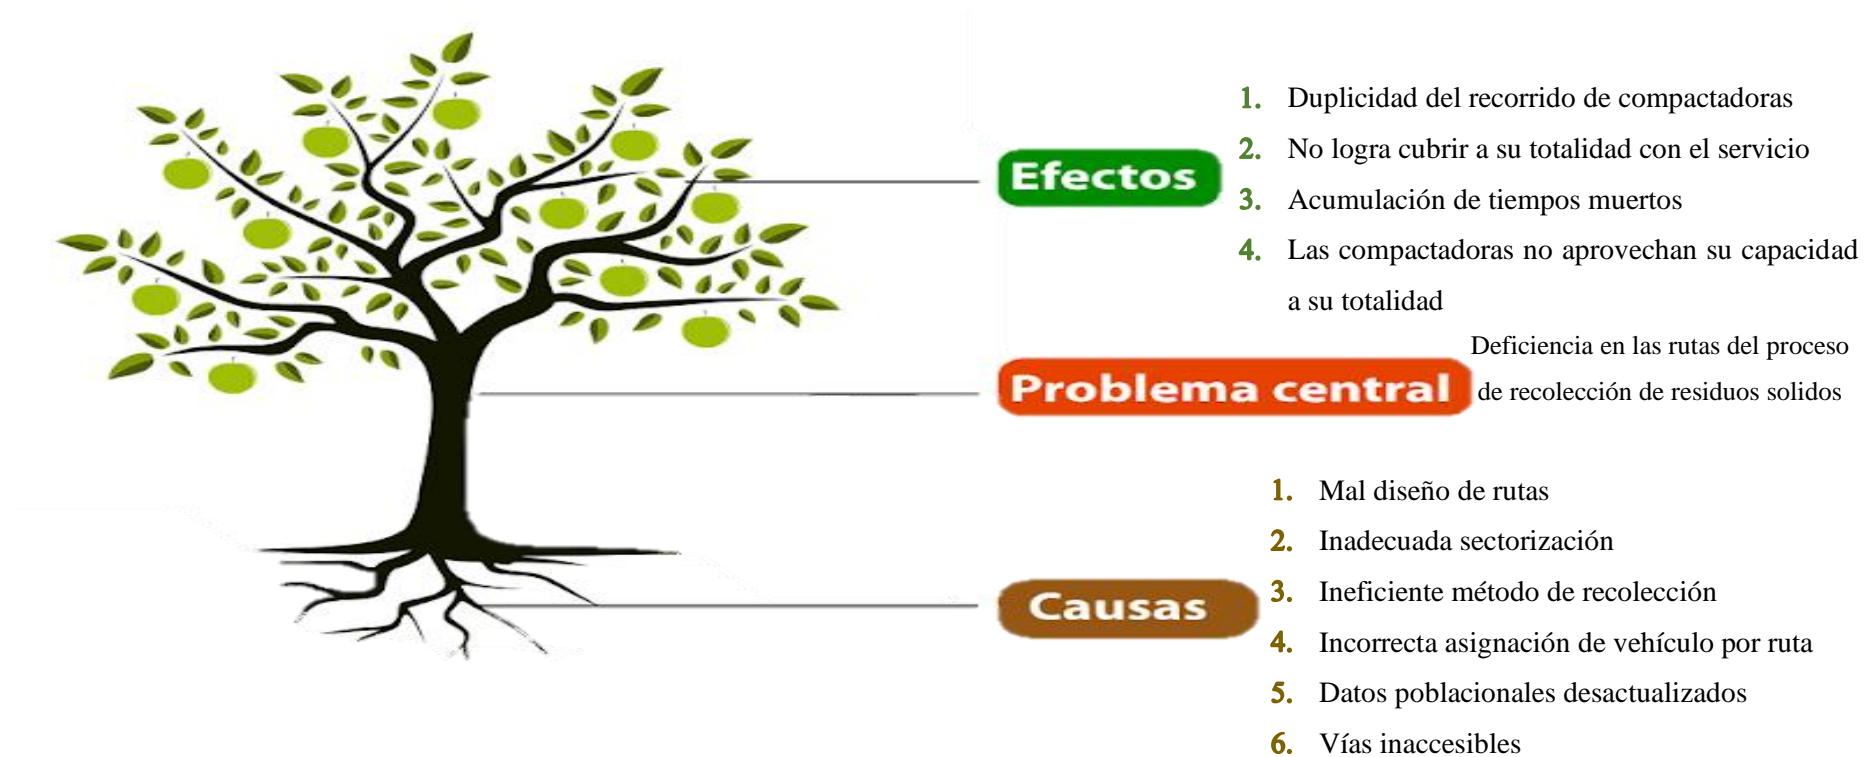 Efectos
1. Duplicidad del recorrido de compactadoras
2. No logra cubrir a su totalidad con el servicio
3. Acumulación de tiempos muertos
4. Las compactadoras no aprovechan su capacidad
a su totalidad
Problema central
Deficiencia en las rutas del proceso
de recolección de residuos solidos
Causas
1. Mal diseño de rutas
2. Inadecuada sectorización
3. Ineficiente método de recolección
4. Incorrecta asignación de vehículo por ruta
5. Datos poblacionales desactualizados
6. Vías inaccesibles